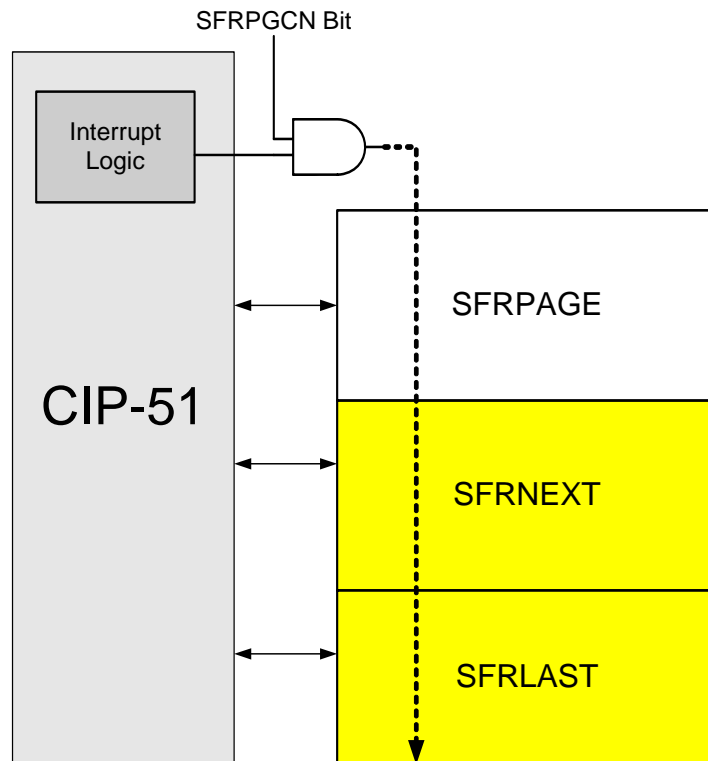 SFRPGCN Bit
Interrupt
Logic
SFRPAGE
CIP-51
SFRNEXT
SFRLAST